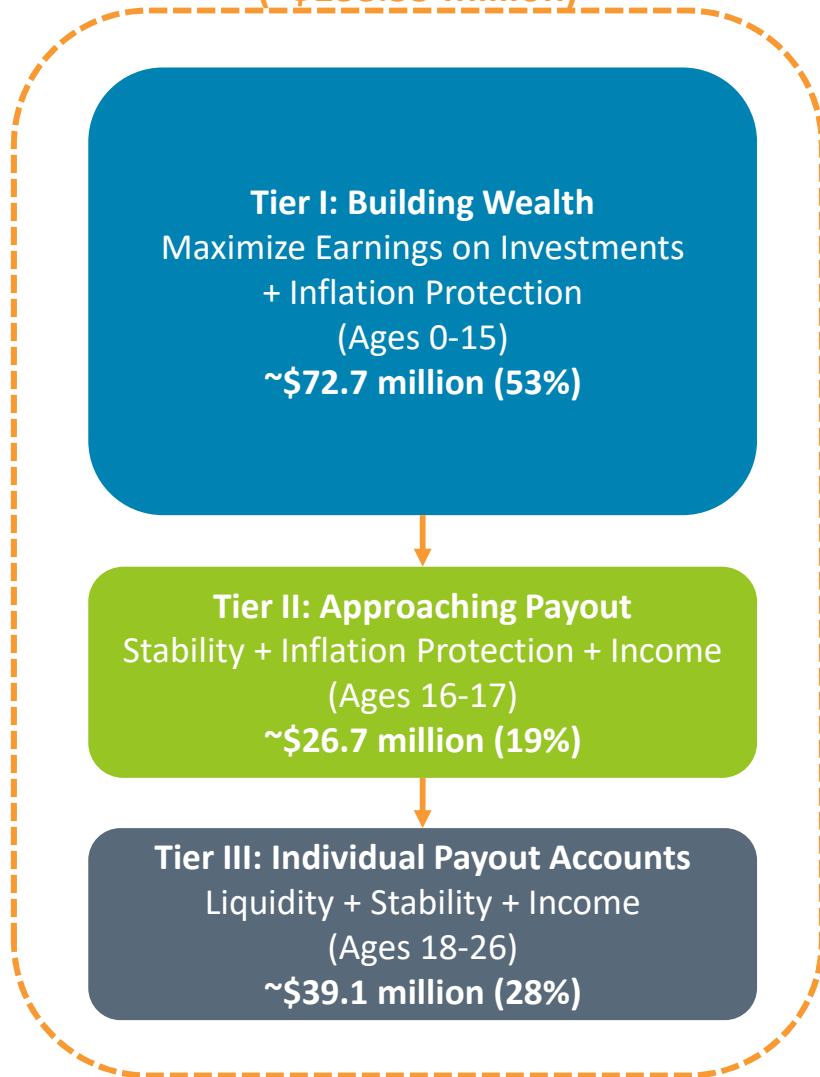 Tier I: Building Wealth
Maximize Earnings on Investments
+ Inflation Protection
(Ages 0-15)
~$72.7 million (53%)
Tier II: Approaching Payout
Stability + Inflation Protection + Income
(Ages 16-17)
~$26.7 million (19%)
Tier III: Individual Payout Accounts
Liquidity + Stability + Income
(Ages 18-26)
~$39.1 million (28%)